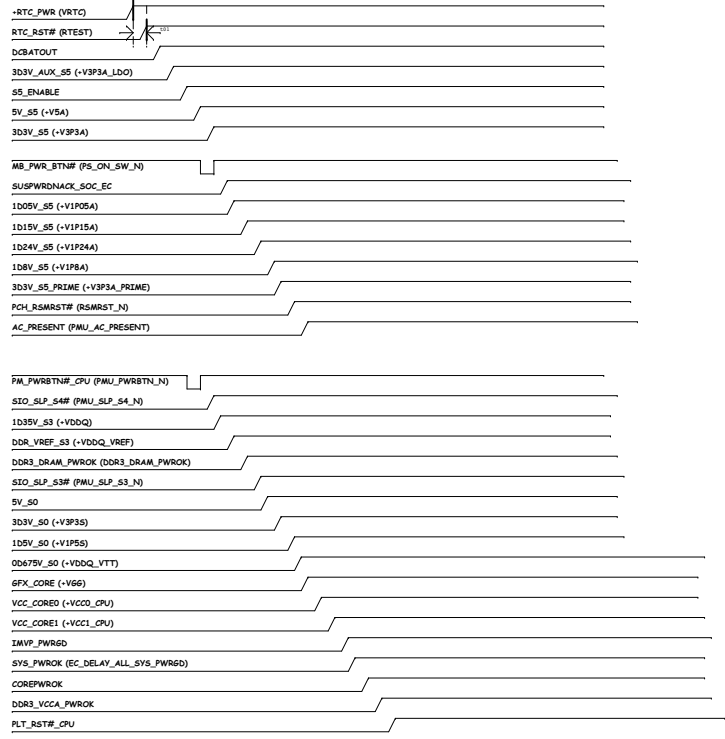 +RTC_PWR (VRTC)
RTC_RST# (RTEST)
t01
DCBATOUT
3D3V_AUX_S5 (+V3P3A_LDO)
S5_ENABLE
5V_S5 (+V5A)
3D3V_S5 (+V3P3A)
MB_PWR_BTN# (PS_ON_SW_N)
SUSPWRDNACK_SOC_EC
1D05V_S5 (+V1P05A)
1D15V_S5 (+V1P15A)
1D24V_S5 (+V1P24A)
1D8V_S5 (+V1P8A)
3D3V_S5_PRIME (+V3P3A_PRIME)
PCH_RSMRST# (RSMRST_N)
AC_PRESENT (PMU_AC_PRESENT)
PM_PWRBTN#_CPU (PMU_PWRBTN_N)
SIO_SLP_S4# (PMU_SLP_S4_N)
1D35V_S3 (+VDDQ)
DDR_VREF_S3 (+VDDQ_VREF)
DDR3_DRAM_PWROK (DDR3_DRAM_PWROK)
SIO_SLP_S3# (PMU_SLP_S3_N)
5V_S0
3D3V_S0 (+V3P3S)
1D5V_S0 (+V1P5S)
0D675V_S0 (+VDDQ_VTT)
GFX_CORE (+VGG)
VCC_CORE0 (+VCC0_CPU)
VCC_CORE1 (+VCC1_CPU)
IMVP_PWRGD
SYS_PWROK (EC_DELAY_ALL_SYS_PWRGD)
COREPWROK
DDR3_VCCA_PWROK
PLT_RST#_CPU